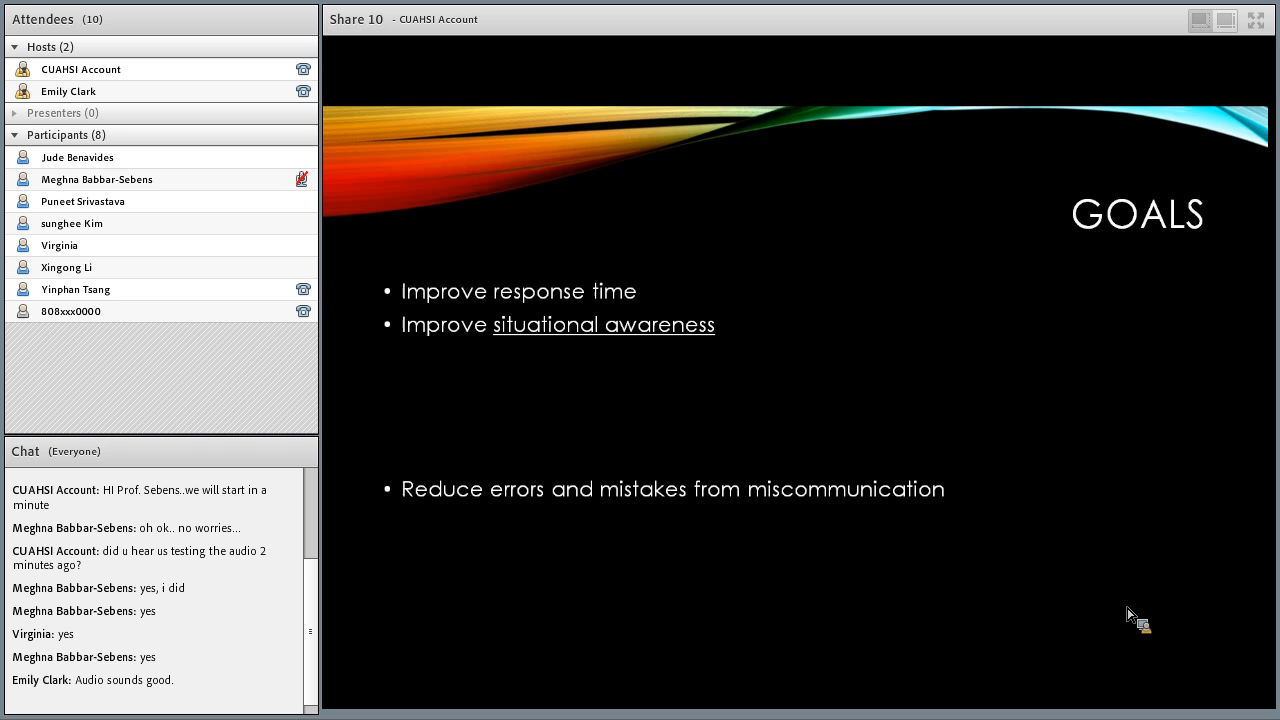 Attendees (10)
Hosts (2)
CUAHSI Account
Emily Clark
Presenters (0)
Participants (8)
Jude Benavides
Meghna Babbar-Sebens
Puneet Srivastava
sunghee Kim
Virginia
Xingong Li
Yinphan Tsang
808xxx0000
Chat (Everyone)
CUAHSI Account: HI Prof. Sebens..we will start in a
minute
Meghna Babbar-Sebens: oh ok.. no worries...
CUAHSI Account: did u hear us testing the audio 2
minutes ago?
Meghna Babbar-Sebens: yes, i did
Meghna Babbar-Sebens: yes
Virginia: yes
Meghna Babbar-Sebens: yes
Emily Clark: Audio sounds good.
Share 10 - CUAHSI Account
GOALS
• Improve response time
• Improve situational awareness
• Reduce errors and mistakes from miscommunication